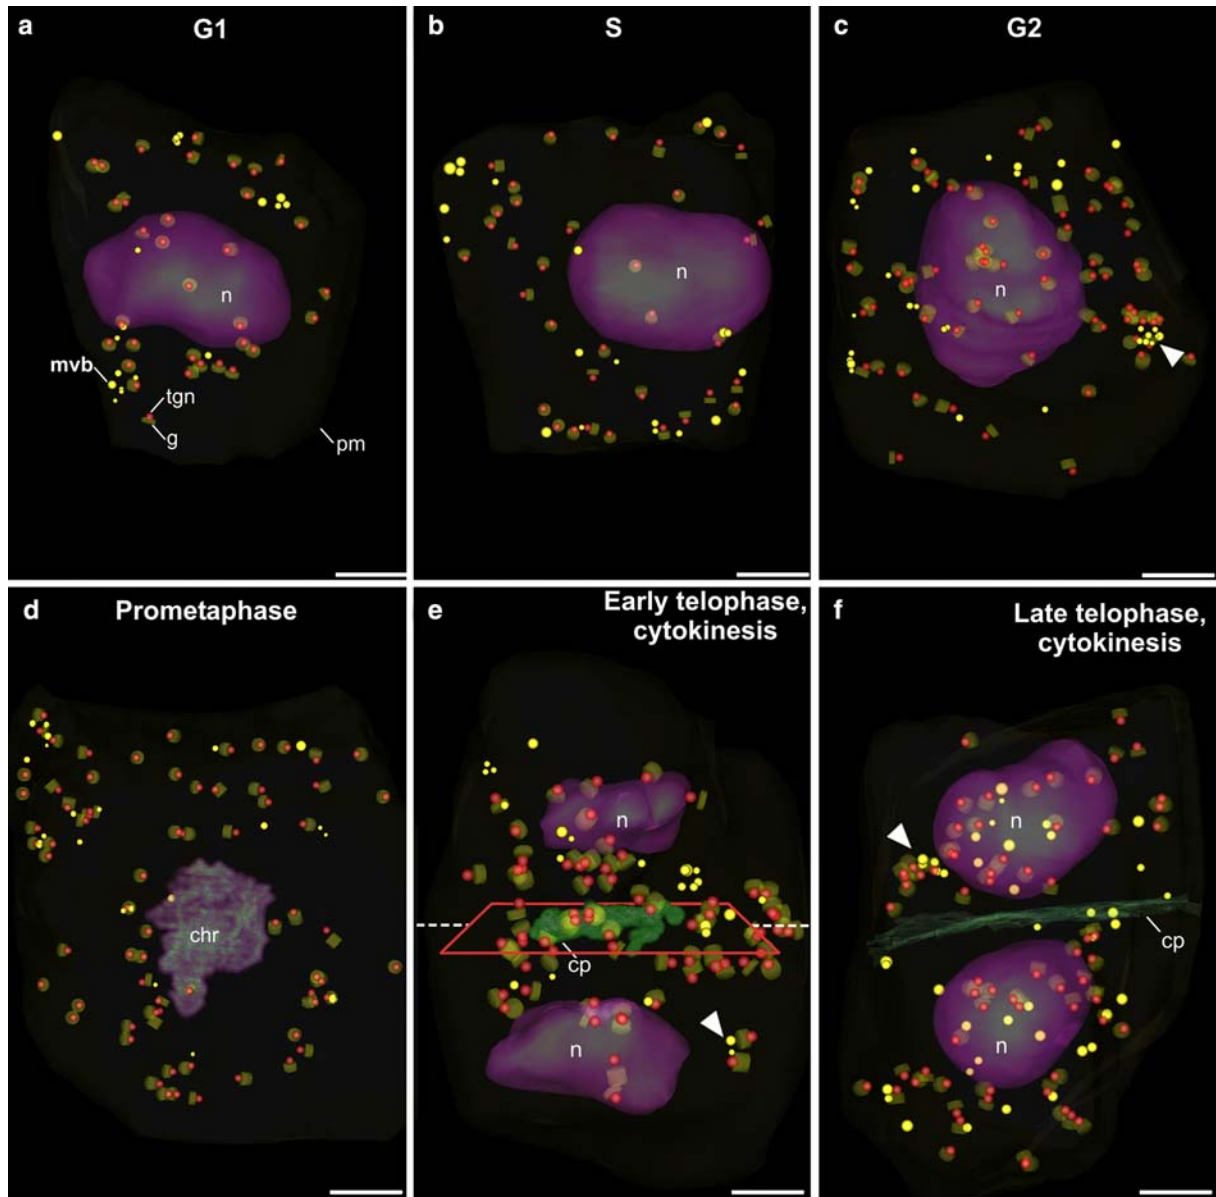 a
G1
n
mvb
tgn
g
pm
b
S
n
c
G2
n
d
Prometaphase
chr
e
Early telophase,
cytokinesis
n
cp
n
f
Late telophase,
cytokinesis
n
cp
n